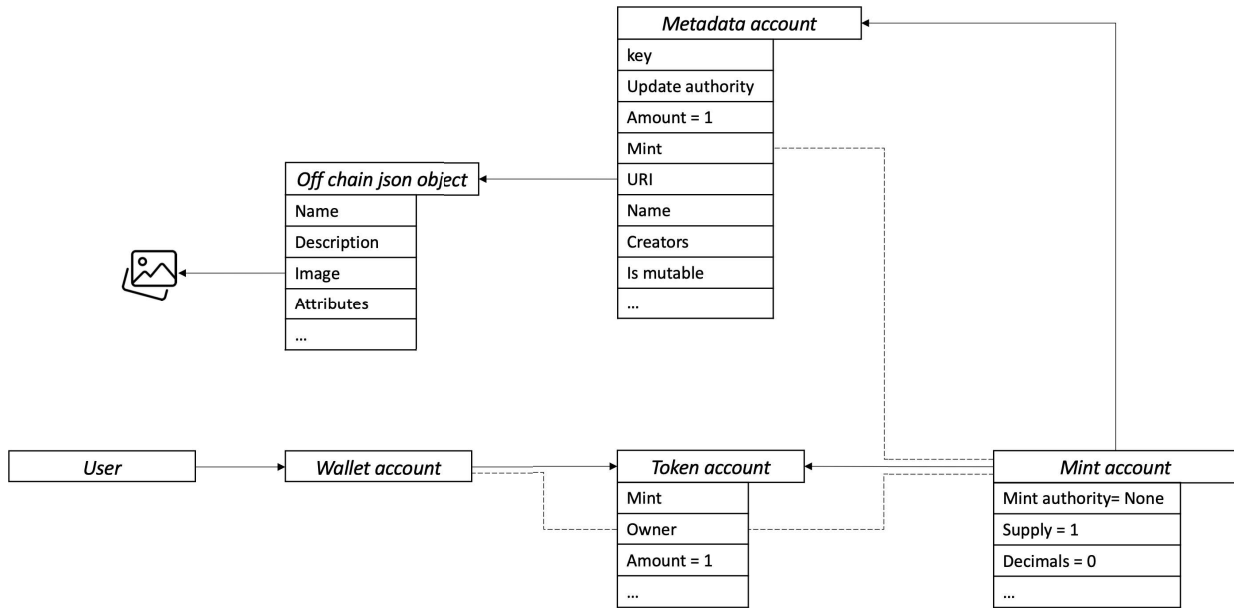 Metadata account
key
Update authority
Amount = 1
Mint
URI
Name
Creators
Is mutable
...
Off chain json object
Name
Description
Image
Attributes
...
User
Wallet account
Token account
Mint
Owner
Amount = 1
...
Mint account
Mint authority= None
Supply = 1
Decimals = 0
...